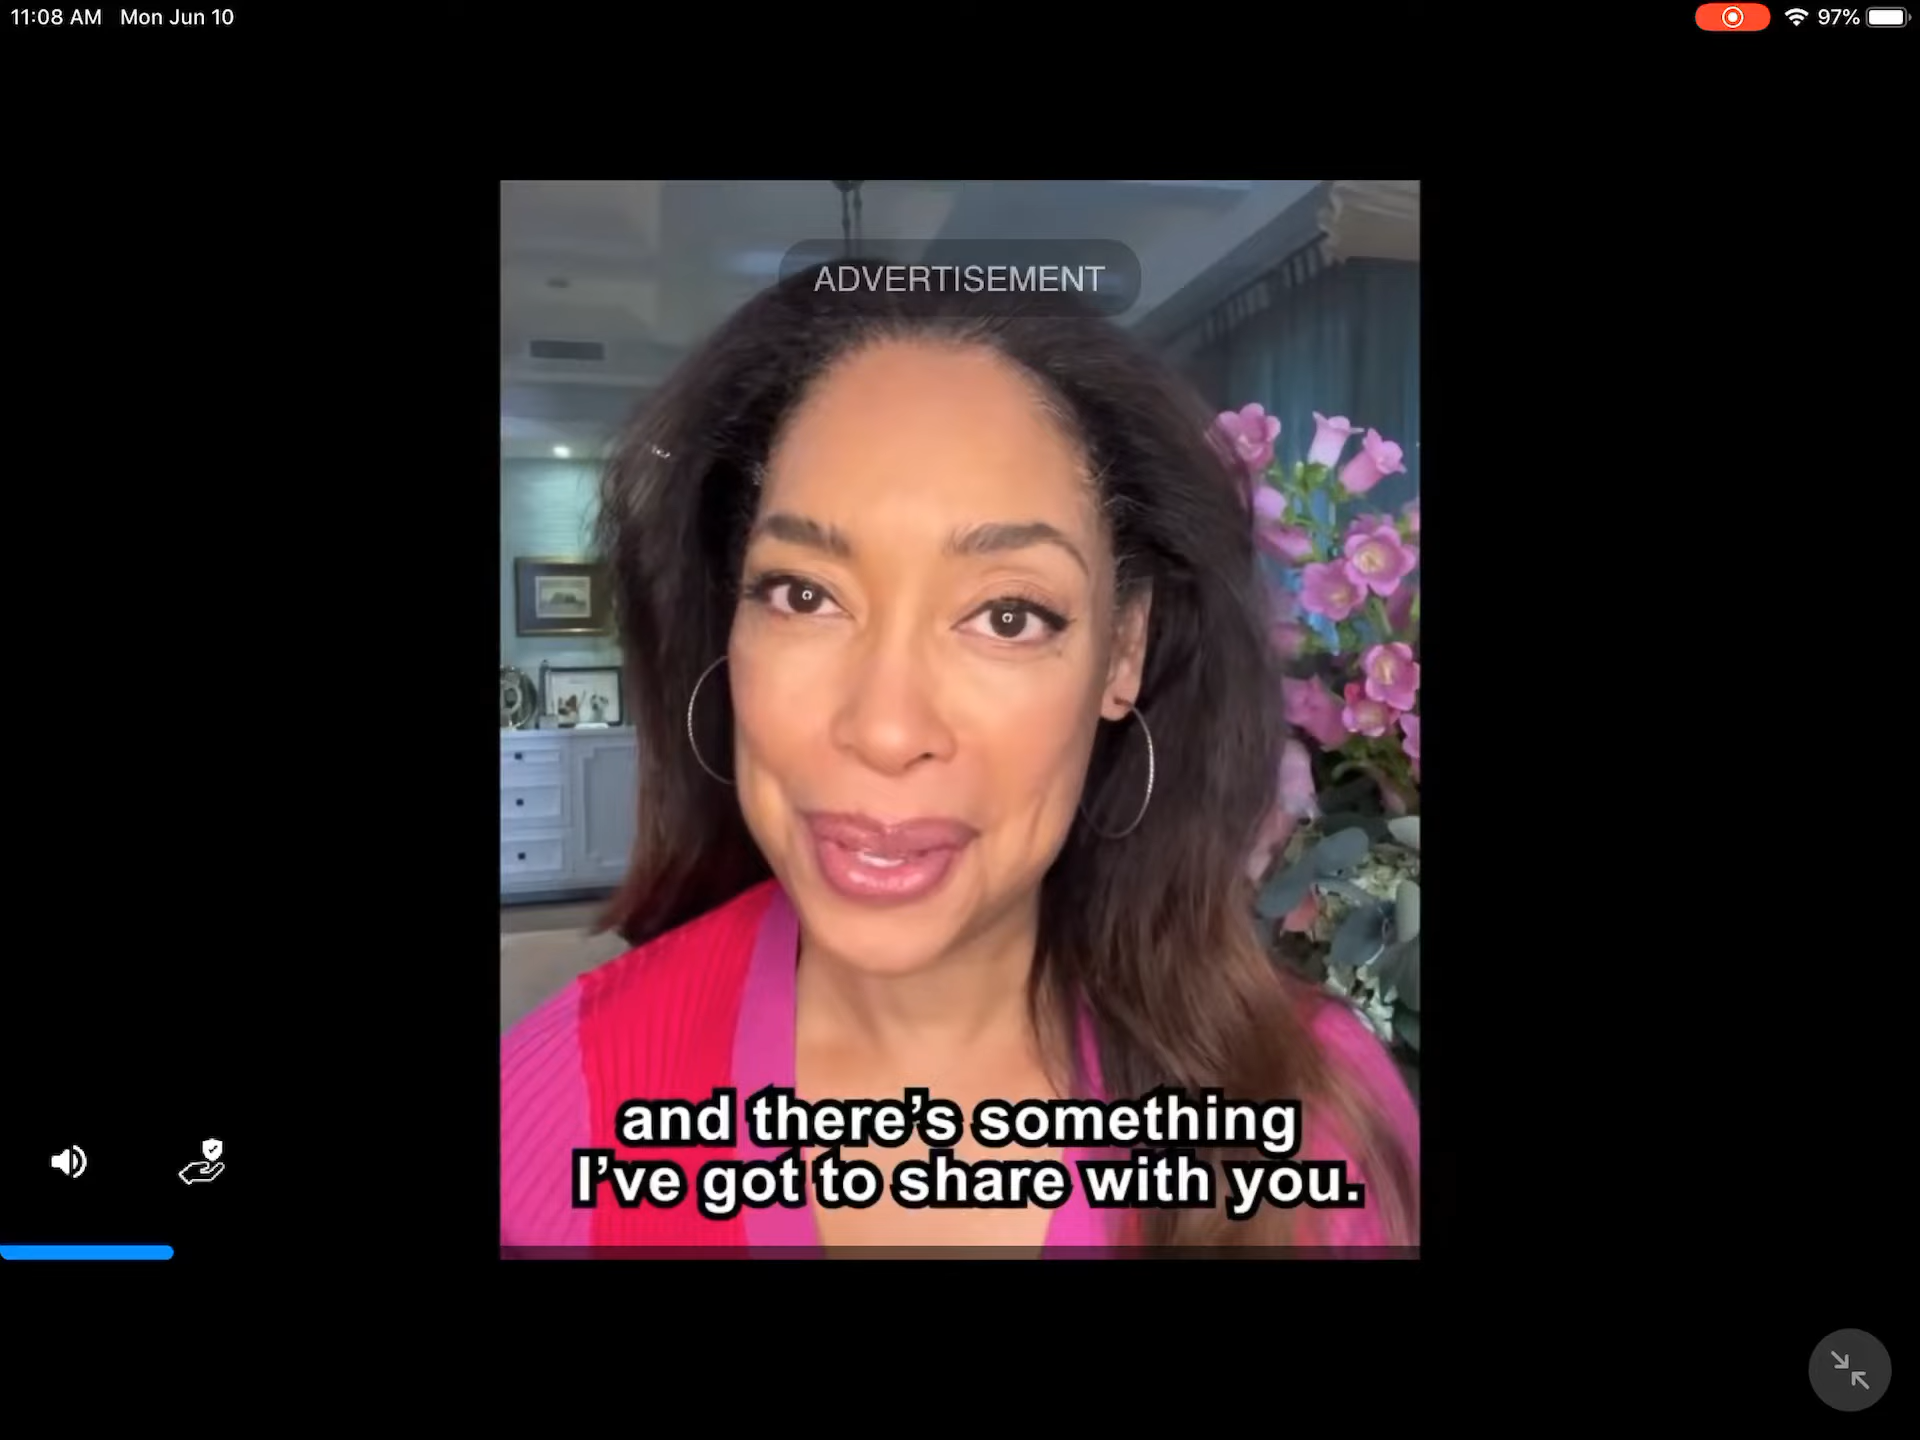 11:08 AM Mon Jun 10
97%
ADVERTISEMENT
and there's something
I've got to share with you.